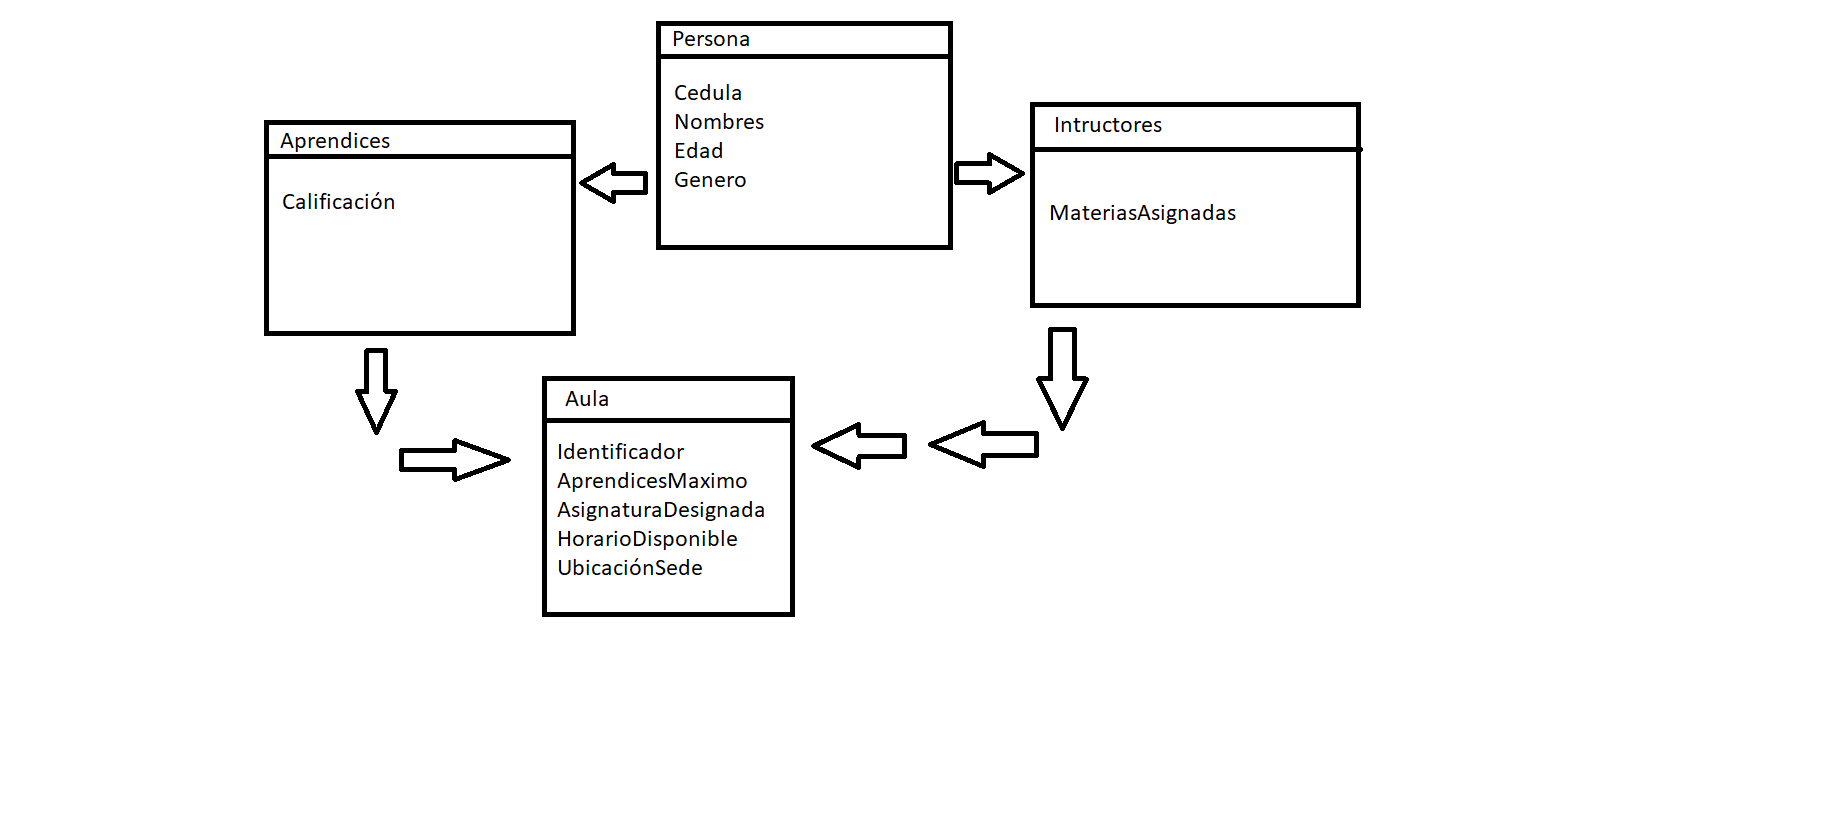 Persona
Cedula
Nombres
Edad
Genero
Aprendices
Calificación
Intructores
MateriasAsignadas
Aula
Identificador
AprendicesMaximo
AsignaturaDesignada
HorarioDisponible
UbicaciónSede